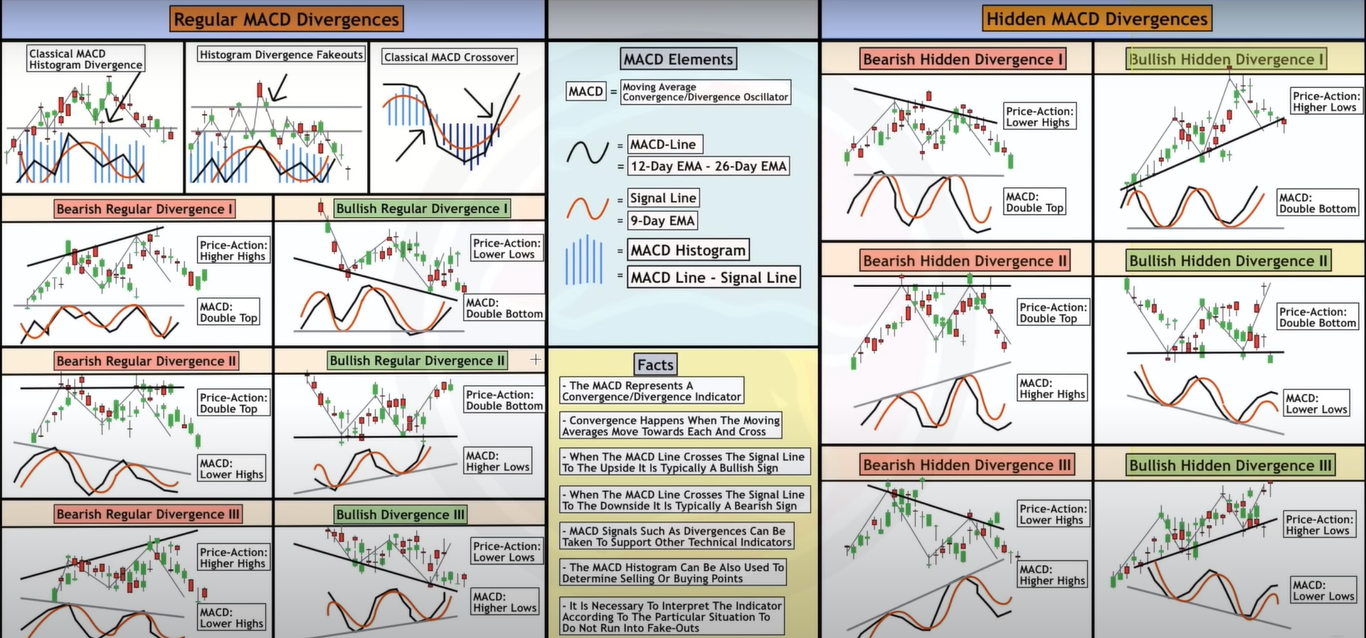 Regular MACD Divergences
Classical MACD
Histogram Divergence
Histogram Divergence Fakeouts
Classical MACD Crossover
Bearish Regular Divergence I
Price-Action:
Higher Highs
MACD:
Double Top
Bullish Regular Divergence I
Price-Action:
Lower Lows
MACD:
Double Bottom
Bearish Regular Divergence II
Price-Action:
Double Top
MACD:
Lower Highs
Bullish Regular Divergence II
Price-Action:
Double Bottom
MACD:
Higher Lows
Bearish Regular Divergence III
Price-Action:
Higher Highs
MACD:
Lower Highs
Bullish Divergence III
Price-Action:
Lower Lows
MACD:
Higher Lows
MACD Elements
MACD = Moving Average
Convergence/Divergence Oscillator
= MACD-Line
= 12-Day EMA - 26-Day EMA
= Signal Line
= 9-Day EMA
= MACD Histogram
= MACD Line - Signal Line
Facts
- The MACD Represents A
Convergence/Divergence Indicator
- Convergence Happens When The Moving
Averages Move Towards Each And Cross
- When The MACD Line Crosses The Signal Line
To The Upside It Is Typically A Bullish Sign
- When The MACD Line Crosses The Signal Line
To The Downside It Is Typically A Bearish Sign
- MACD Signals Such As Divergences Can Be
Taken To Support Other Technical Indicators
- The MACD Histogram Can Be Also Used To
Determine Selling Or Buying Points
- It Is Necessary To Interpret The Indicator
According To The Particular Situation To
Do Not Run Into Fake-Outs
Hidden MACD Divergences
Bearish Hidden Divergence I
Price-Action:
Lower Highs
MACD:
Double Top
Bullish Hidden Divergence I
Price-Action:
Higher Lows
MACD:
Double Bottom
Bearish Hidden Divergence II
Price-Action:
Double Top
MACD:
Higher Highs
Bullish Hidden Divergence II
Price-Action:
Double Bottom
MACD:
Lower Lows
Bearish Hidden Divergence III
Price-Action:
Lower Highs
MACD:
Higher Highs
Bullish Hidden Divergence III
Price-Action:
Higher Lows
MACD:
Lower Lows